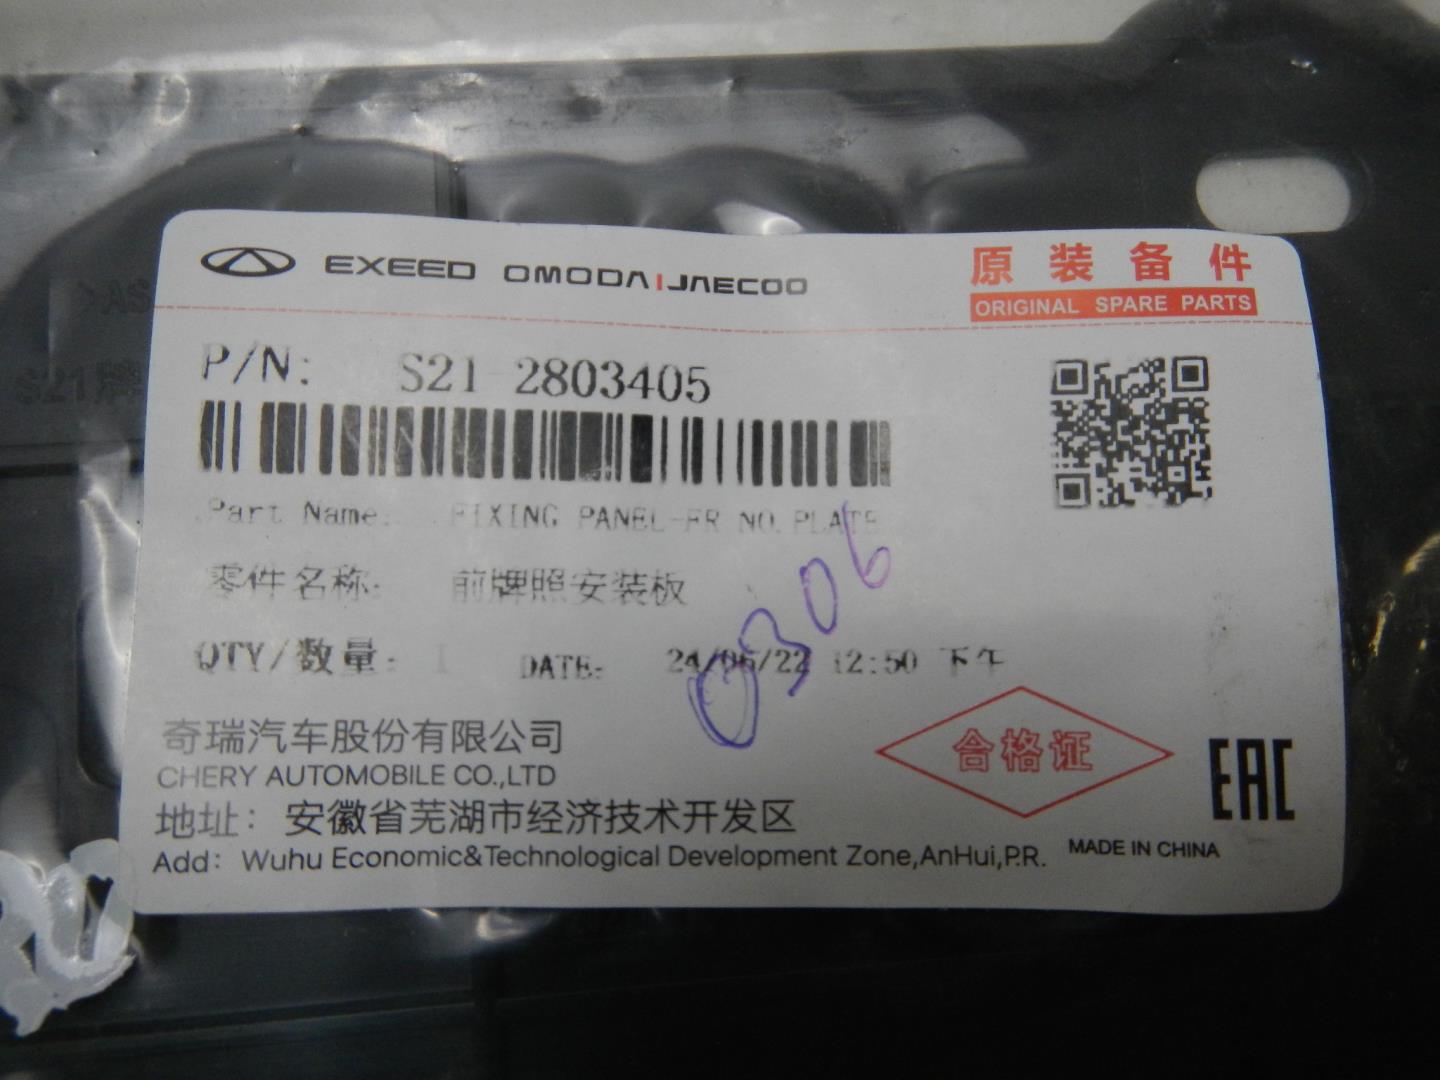 EXEED OMODA|JAECOO
原装备件
ORIGINAL SPARE PARTS
P/N: S21-2803405
Part Name: FIXING PANEL-FR NO. PLATE
零件名称: 前牌照安装板
0306
QTY/数量: 1 DATE: 24/06/22 12:50 下午
奇瑞汽车股份有限公司
CHERY AUTOMOBILE CO.,LTD
合格证
EAC
地址：安徽省芜湖市经济技术开发区
Add: Wuhu Economic&Technological Development Zone,AnHui,P.R.
MADE IN CHINA
S21牌